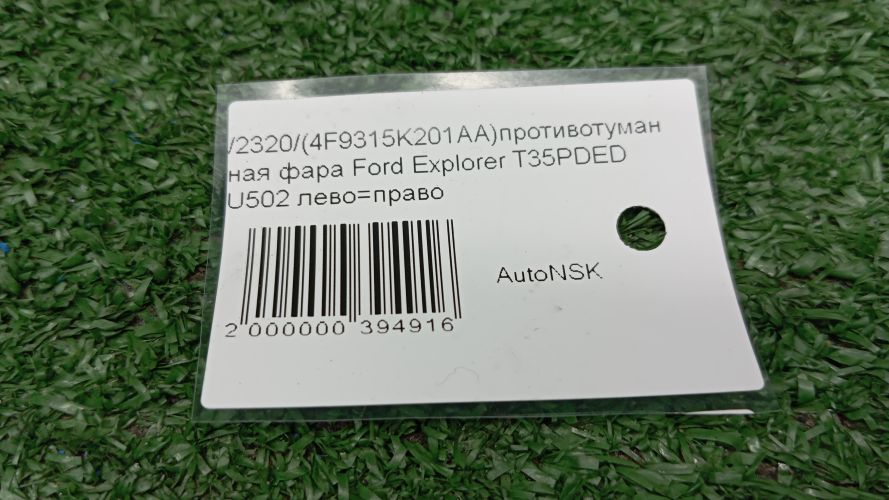 /2320/(4F9315K201AA)противотуман
ная фара Ford Explorer T35PDED
U502 лево=право
AutoNSK
2 000000 394916